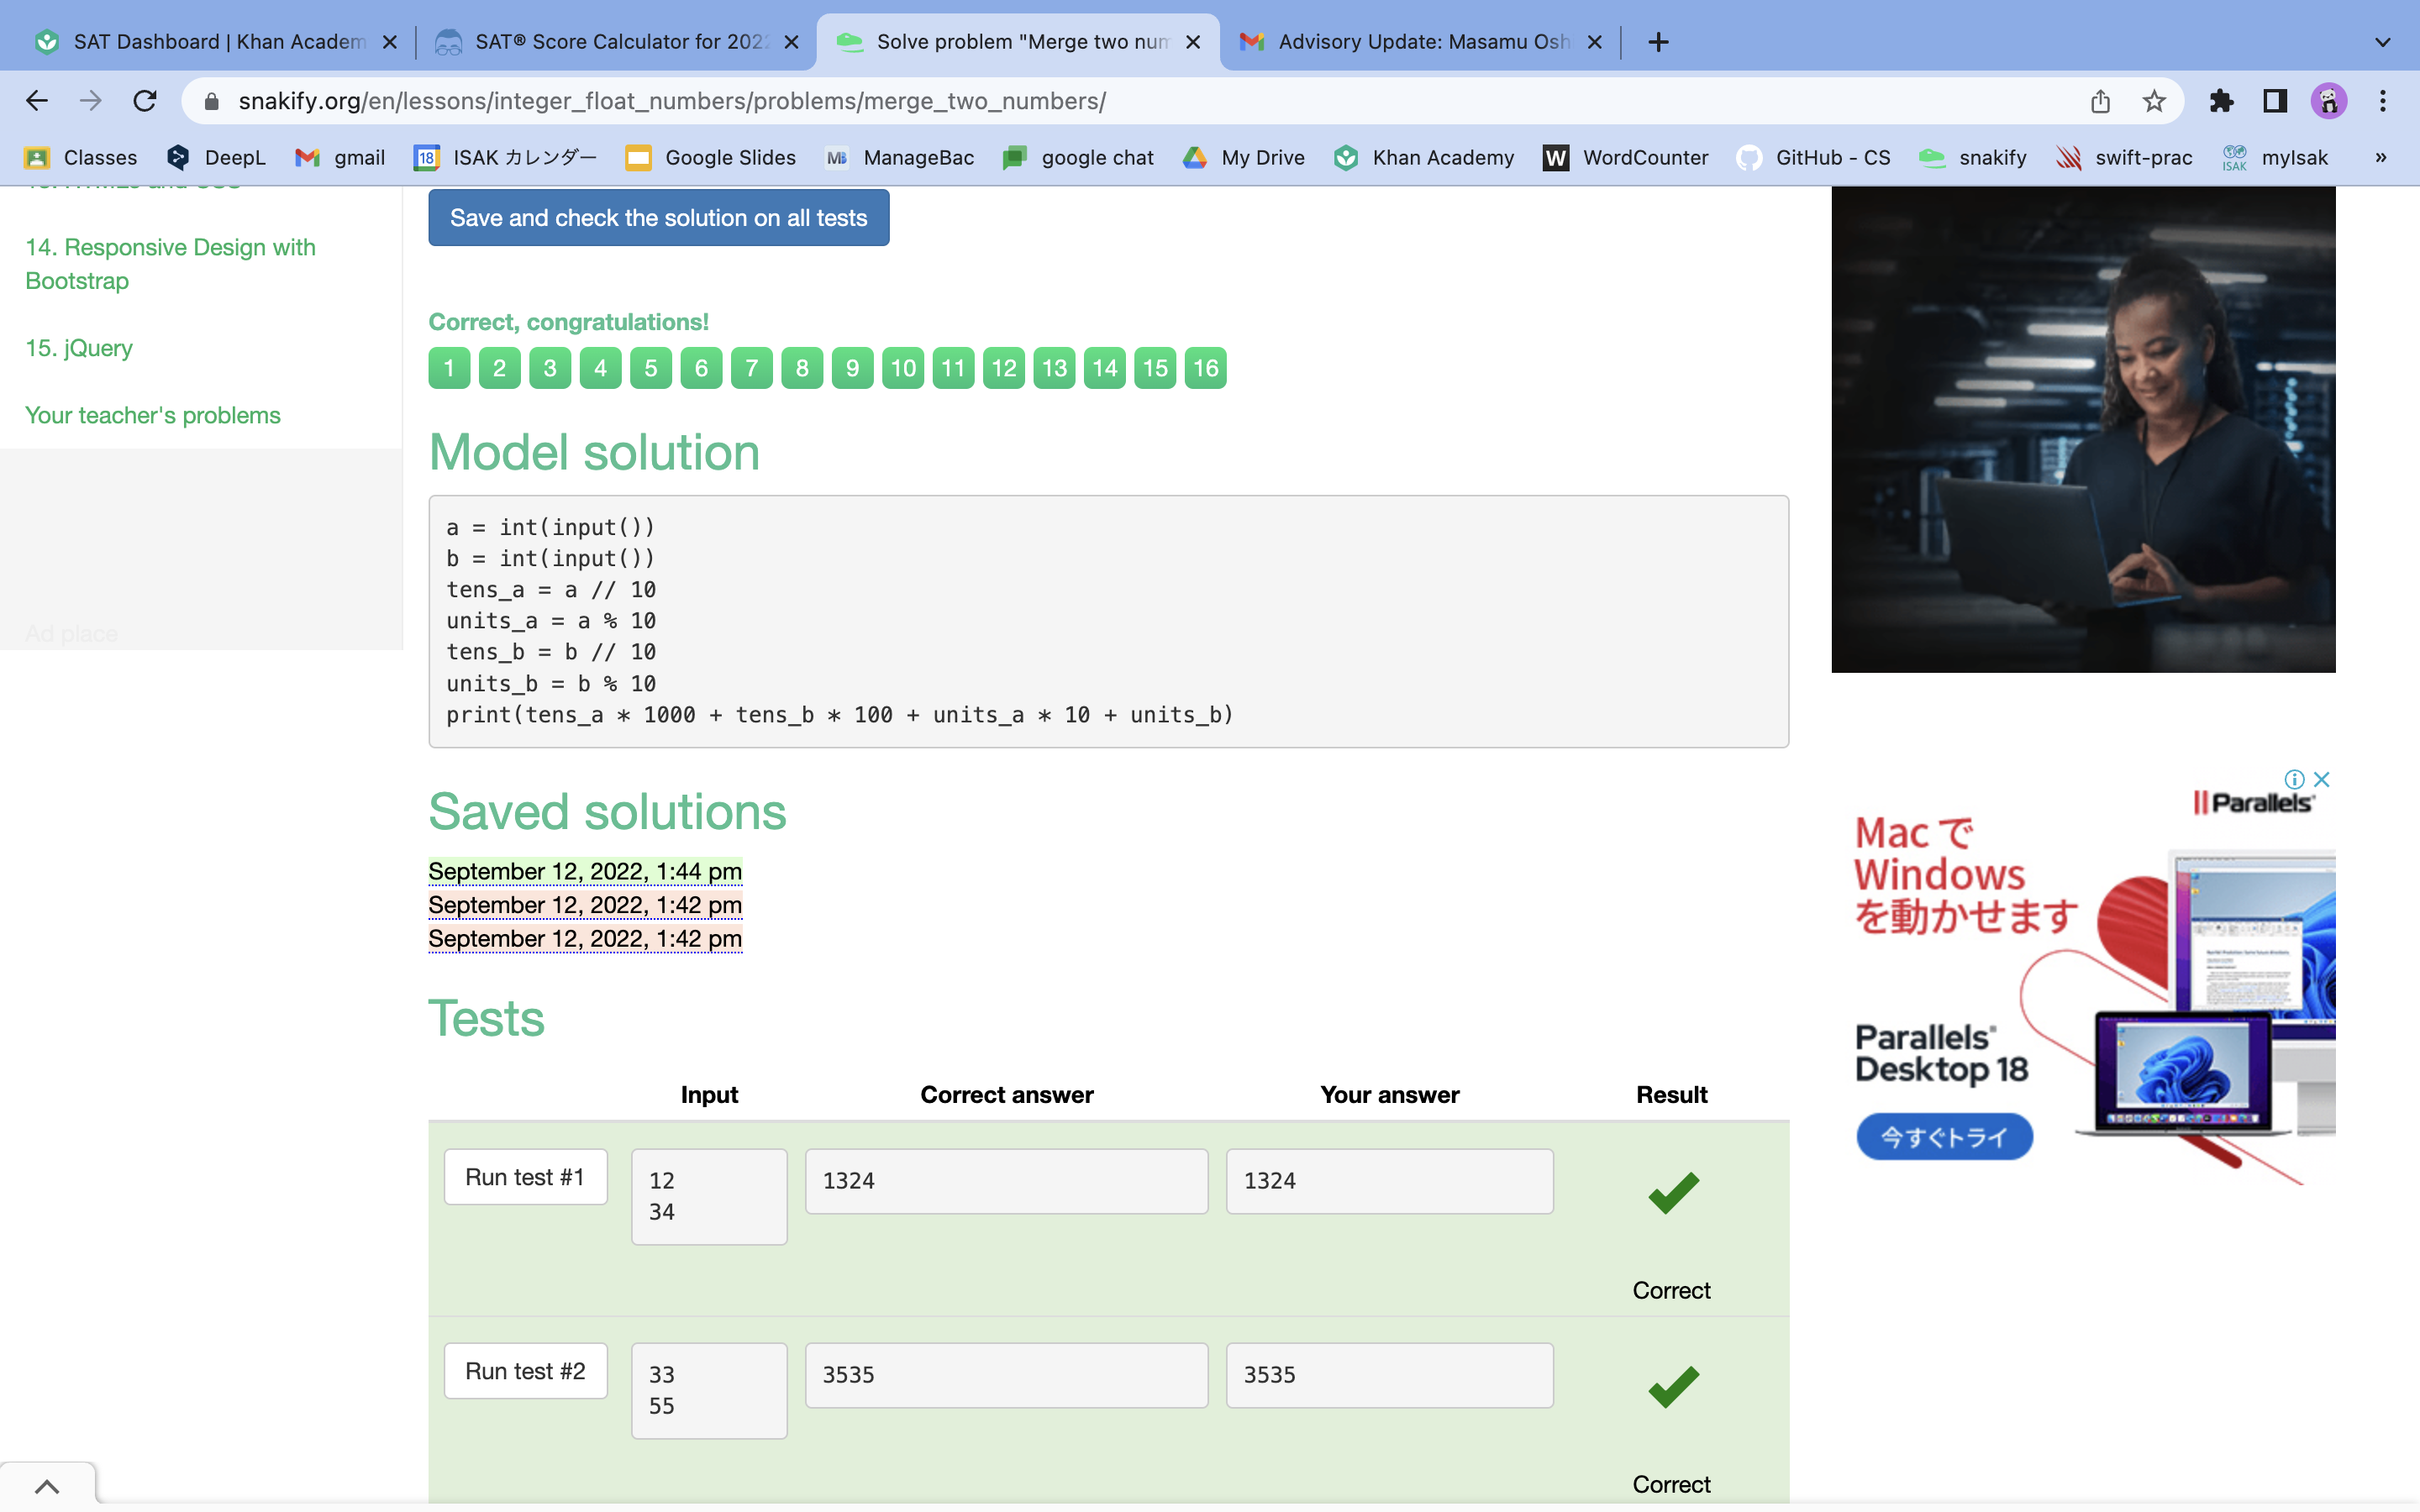 SAT Dashboard | Khan Academ
SAT® Score Calculator for 202
Solve problem "Merge two num
Advisory Update: Masamu Osh
snakify.org/en/lessons/integer_float_numbers/problems/merge_two_numbers/
Classes
DeepL
gmail
18
ISAK カレンダー
Google Slides
MB
ManageBac
google chat
My Drive
Khan Academy
W
WordCounter
GitHub - CS
snakify
swift-prac
ISAK
myIsak
»
14. Responsive Design with
Bootstrap
15. jQuery
Your teacher's problems
Ad place
Save and check the solution on all tests
Correct, congratulations!
1 2 3 4 5 6 7 8 9 10 11 12 13 14 15 16
Model solution
a = int(input())
b = int(input())
tens_a = a // 10
units_a = a % 10
tens_b = b // 10
units_b = b % 10
print(tens_a * 1000 + tens_b * 100 + units_a * 10 + units_b)
Saved solutions
September 12, 2022, 1:44 pm
September 12, 2022, 1:42 pm
September 12, 2022, 1:42 pm
Tests
Input Correct answer Your answer Result
Run test #1
12
34
1324
1324
Correct
Run test #2
33
55
3535
3535
Correct
Parallels®
Mac で
Windows
を動かせます
Parallels®
Desktop 18
今すぐトライ